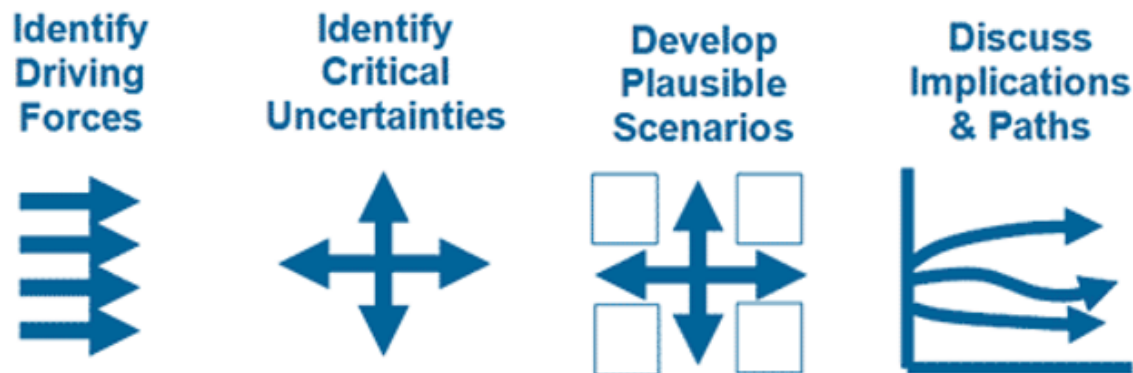 Identify
Driving
Forces
Identify
Critical
Uncertainties
Develop
Plausible
Scenarios
Discuss
Implications
& Paths